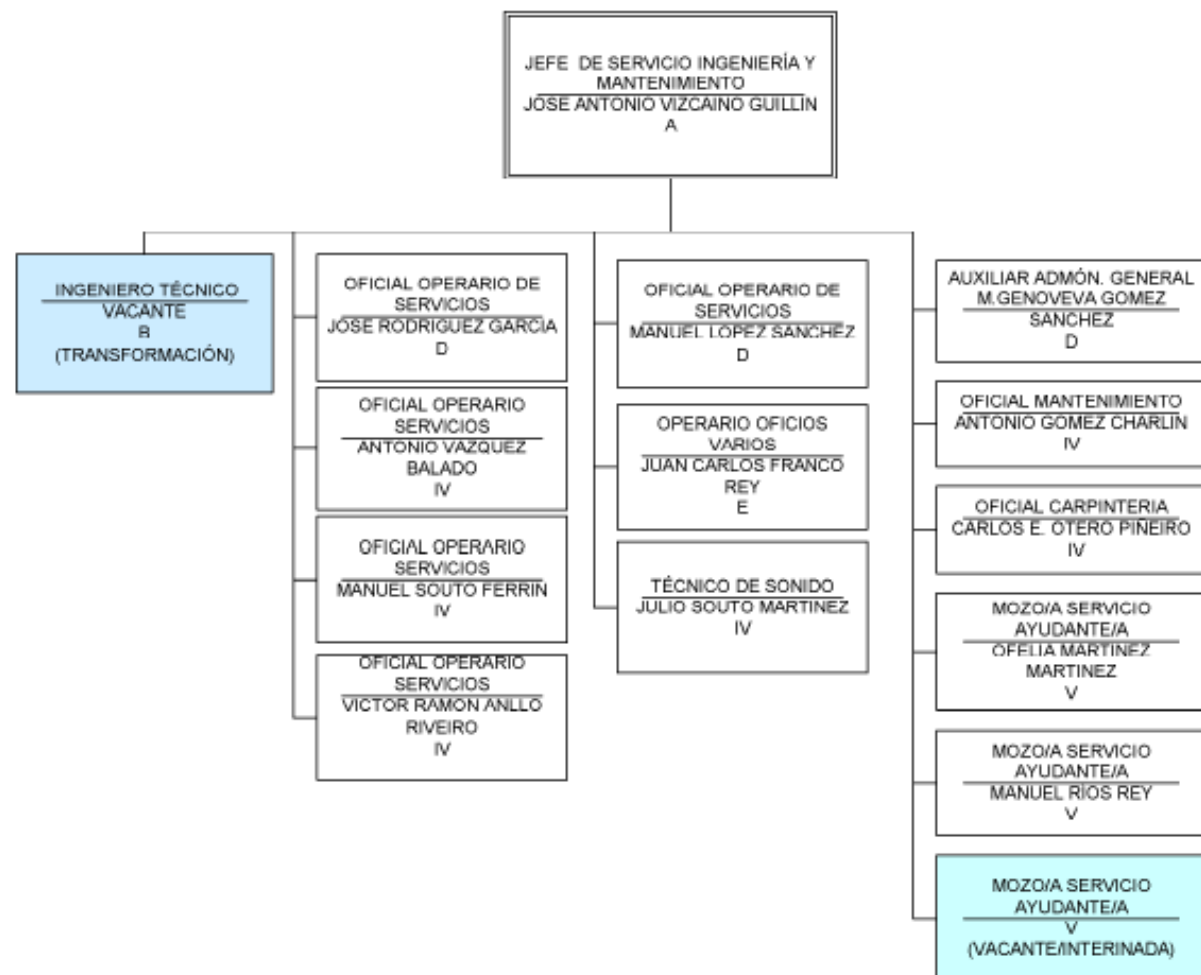 JEFE DE SERVICIO INGENIERÍA Y
MANTENIMIENTO
JOSE ANTONIO VIZCAINO GUILLÍN
A
INGENIERO TÉCNICO
VACANTE
B
(TRANSFORMACIÓN)
OFICIAL OPERARIO DE
SERVICIOS
JOSE RODRIGUEZ GARCIA
D
OFICIAL OPERARIO
SERVICIOS
ANTONIO VAZQUEZ
BALADO
IV
OFICIAL OPERARIO
SERVICIOS
MANUEL SOUTO FERRIN
IV
OFICIAL OPERARIO
SERVICIOS
VICTOR RAMON ANLLO
RIVEIRO
IV
OFICIAL OPERARIO DE
SERVICIOS
MANUEL LOPEZ SANCHEZ
D
OPERARIO OFICIOS
VARIOS
JUAN CARLOS FRANCO
REY
E
TÉCNICO DE SONIDO
JULIO SOUTO MARTINEZ
IV
AUXILIAR ADMÓN. GENERAL
M.GENOVEVA GOMEZ
SANCHEZ
D
OFICIAL MANTENIMIENTO
ANTONIO GOMEZ CHARLIN
IV
OFICIAL CARPINTERIA
CARLOS E. OTERO PIÑEIRO
IV
MOZO/A SERVICIO
AYUDANTE/A
OFELIA MARTINEZ
MARTINEZ
V
MOZO/A SERVICIO
AYUDANTE/A
MANUEL RÍOS REY
V
MOZO/A SERVICIO
AYUDANTE/A
V
(VACANTE/INTERINADA)